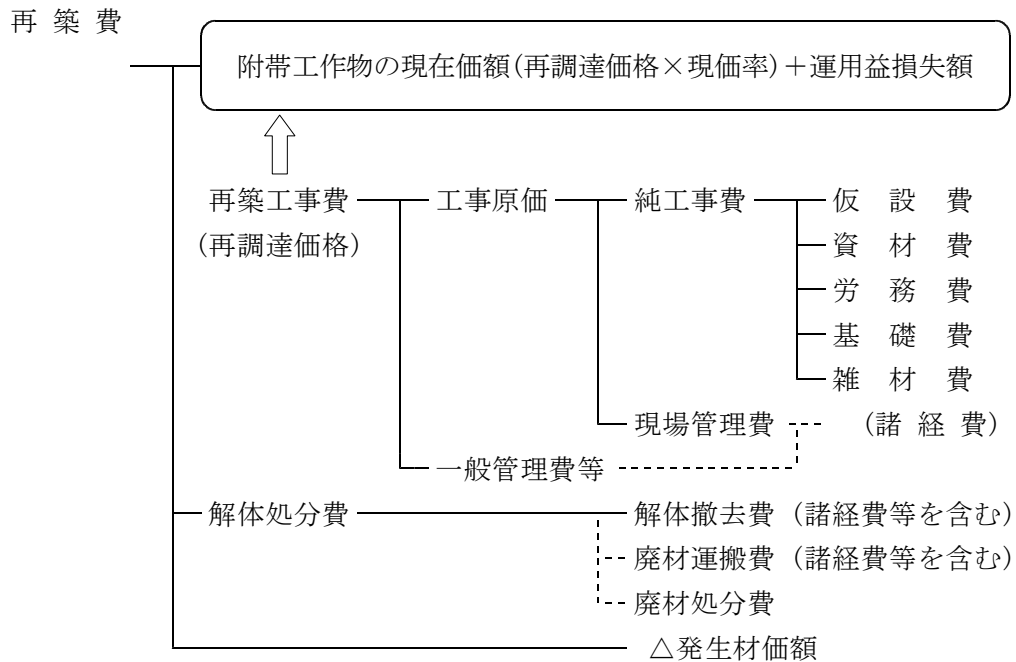 再 築 費
附帯工作物の現在価額(再調達価格×現価率)＋運用益損失額
再築工事費 工事原価 純工事費 仮 設 費
(再調達価格) 資 材 費
労 務 費
基 礎 費
雑 材 費
現場管理費 (諸 経 費)
一般管理費等
解体処分費 解体撤去費 (諸経費等を含む)
廃材運搬費 (諸経費等を含む)
廃材処分費
△発生材価額